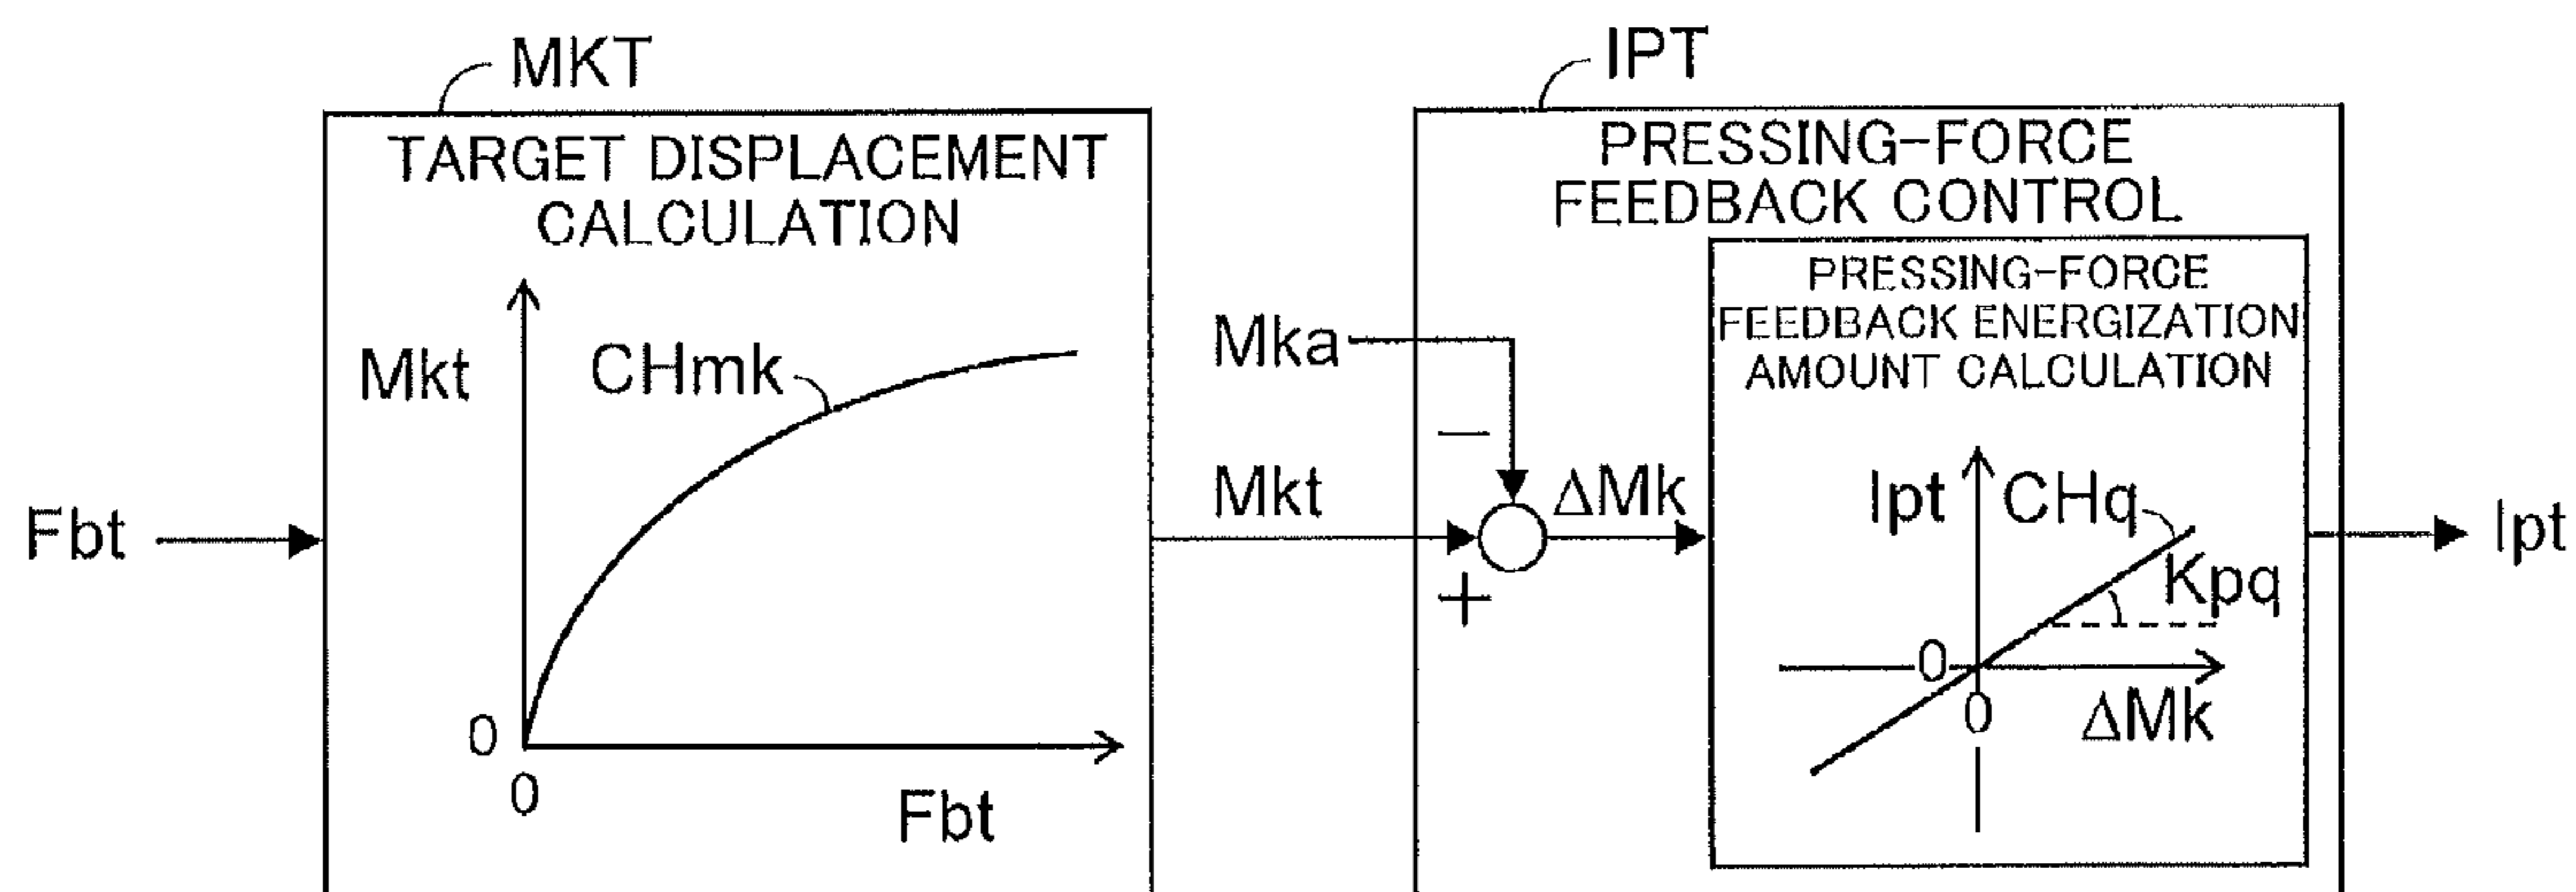 MKT
TARGET DISPLACEMENT
CALCULATION
Mkt
CHmk
0
0
Fbt
Fbt
Mka
Mkt
−
+
IPT
PRESSING-FORCE
FEEDBACK CONTROL
ΔMk
PRESSING-FORCE
FEEDBACK ENERGIZATION
AMOUNT CALCULATION
Ipt
CHq
Kpq
0
0
ΔMk
Ipt